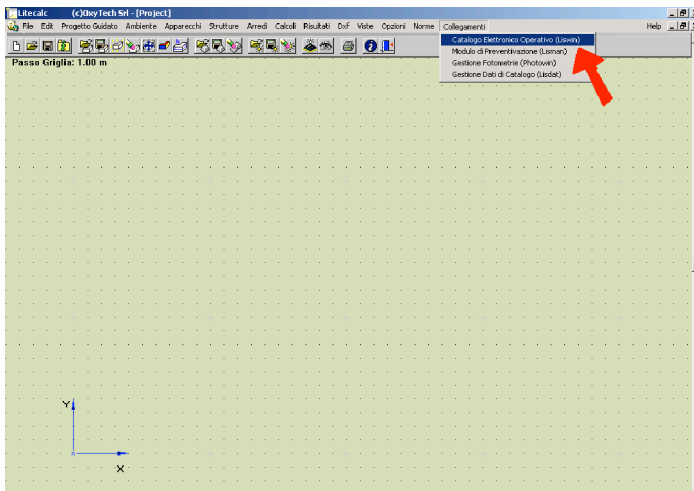 Litecalc (c)OxyTech Srl - [Project]
File Edit Progetto Guidato Ambiente Apparecchi Strutture Arredi Calcoli Risultati Dxf Viste Opzioni Norme Collegamenti Help
Catalogo Elettronico Operativo (Liswin)
Passo Griglia: 1.00 m
Modulo di Preventivazione (Lisman)
Gestione Fotometrie (Photowin)
Gestione Dati di Catalogo (Lisdat)
Y
X